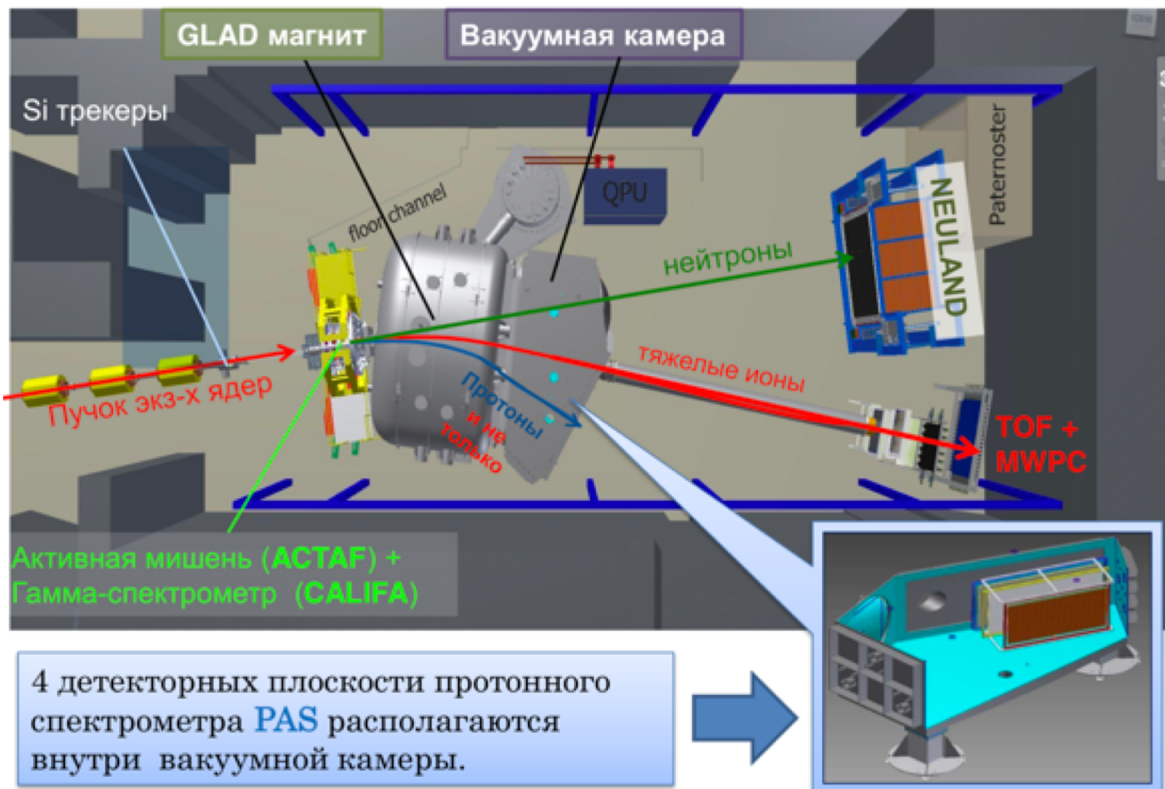 GLAD магнит
Вакуумная камера
Si трекеры
Paternoster
QPU
floor channel
NEULAND
нейтроны
тяжелые ионы
Пучок экз-х ядер
Протоны
и не
только
TOF +
MWPC
Активная мишень (ACTAF) +
Гамма-спектрометр (CALIFA)
4 детекторных плоскости протонного
спектрометра PAS располагаются
внутри вакуумной камеры.